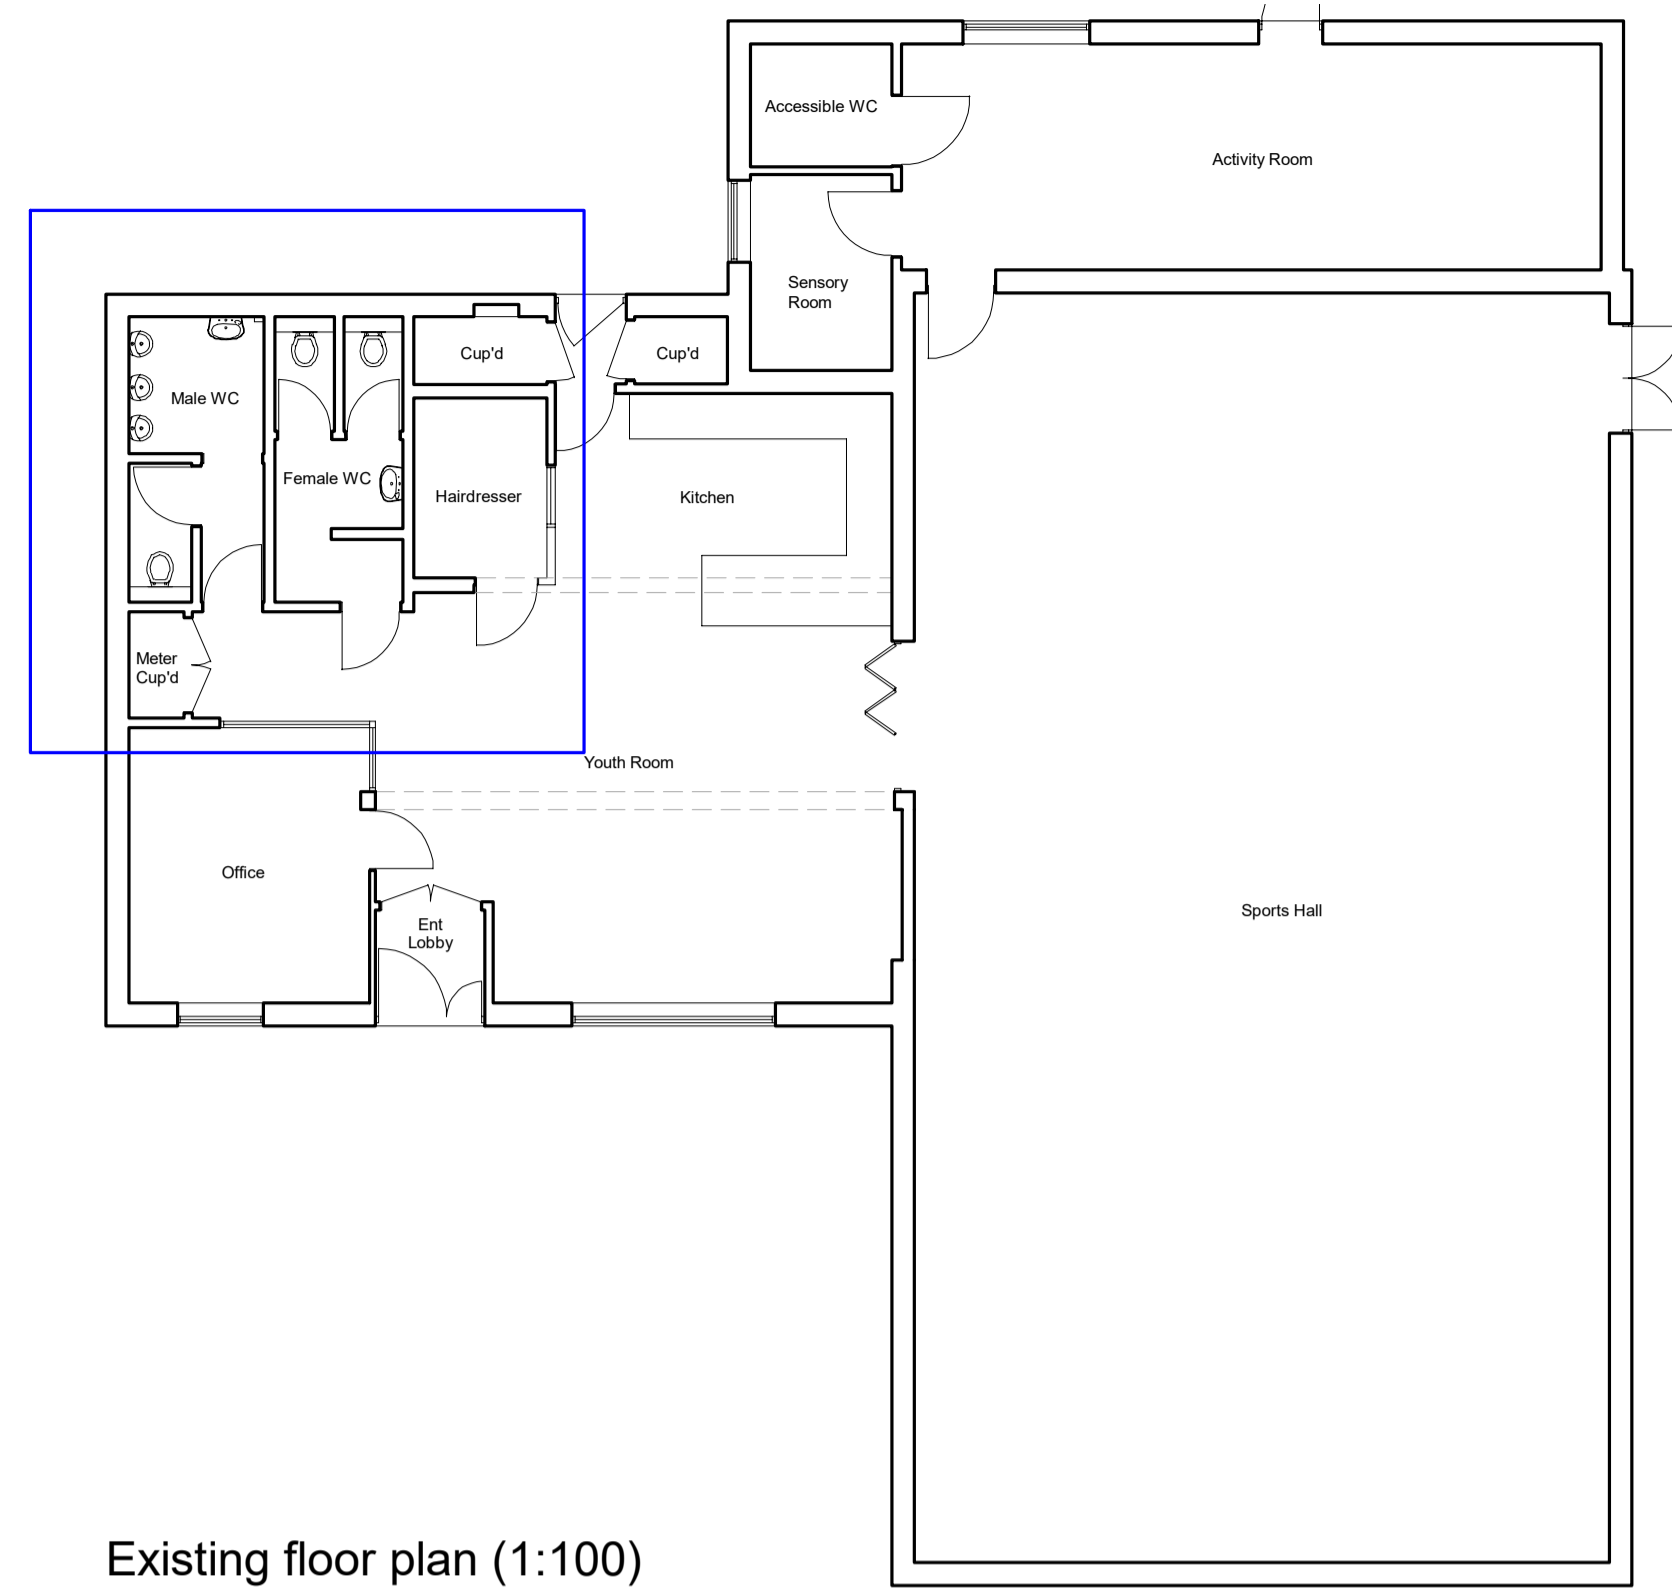 Accessible WC
Activity Room
Sensory
Room
Cup'd
Cup'd
Male WC
Female WC
Hairdresser
Kitchen
Meter
Cup'd
Youth Room
Office
Ent
Lobby
Sports Hall
Existing floor plan (1:100)